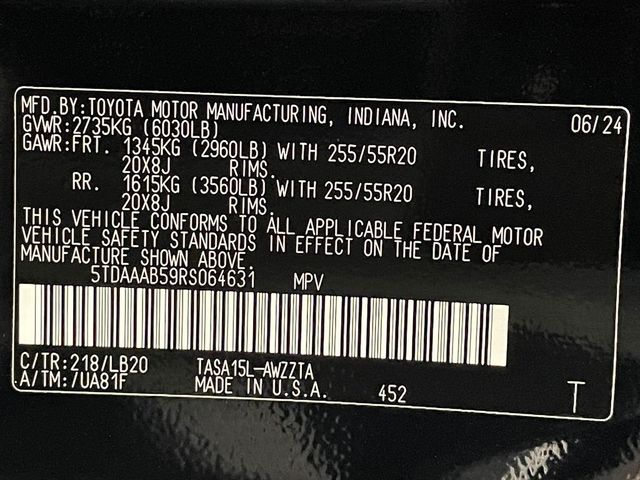 MFD.BY:TOYOTA MOTOR MANUFACTURING, INDIANA, INC. 06/24
GVWR:2735KG (6030LB)
GAWR:FRT. 1345KG (2960LB) WITH 255/55R20 TIRES,
20X8J RIMS.
RR. 1615KG (3560LB) WITH 255/55R20 TIRES,
20X8J RIMS.
THIS VEHICLE CONFORMS TO ALL APPLICABLE FEDERAL MOTOR
VEHICLE SAFETY STANDARDS IN EFFECT ON THE DATE OF
MANUFACTURE SHOWN ABOVE.
5TDAAAB59RS064631 MPV
C/TR:218/LB20 TASA15L-AWZZTA
A/TM:7UA81F MADE IN U.S.A. 452 T